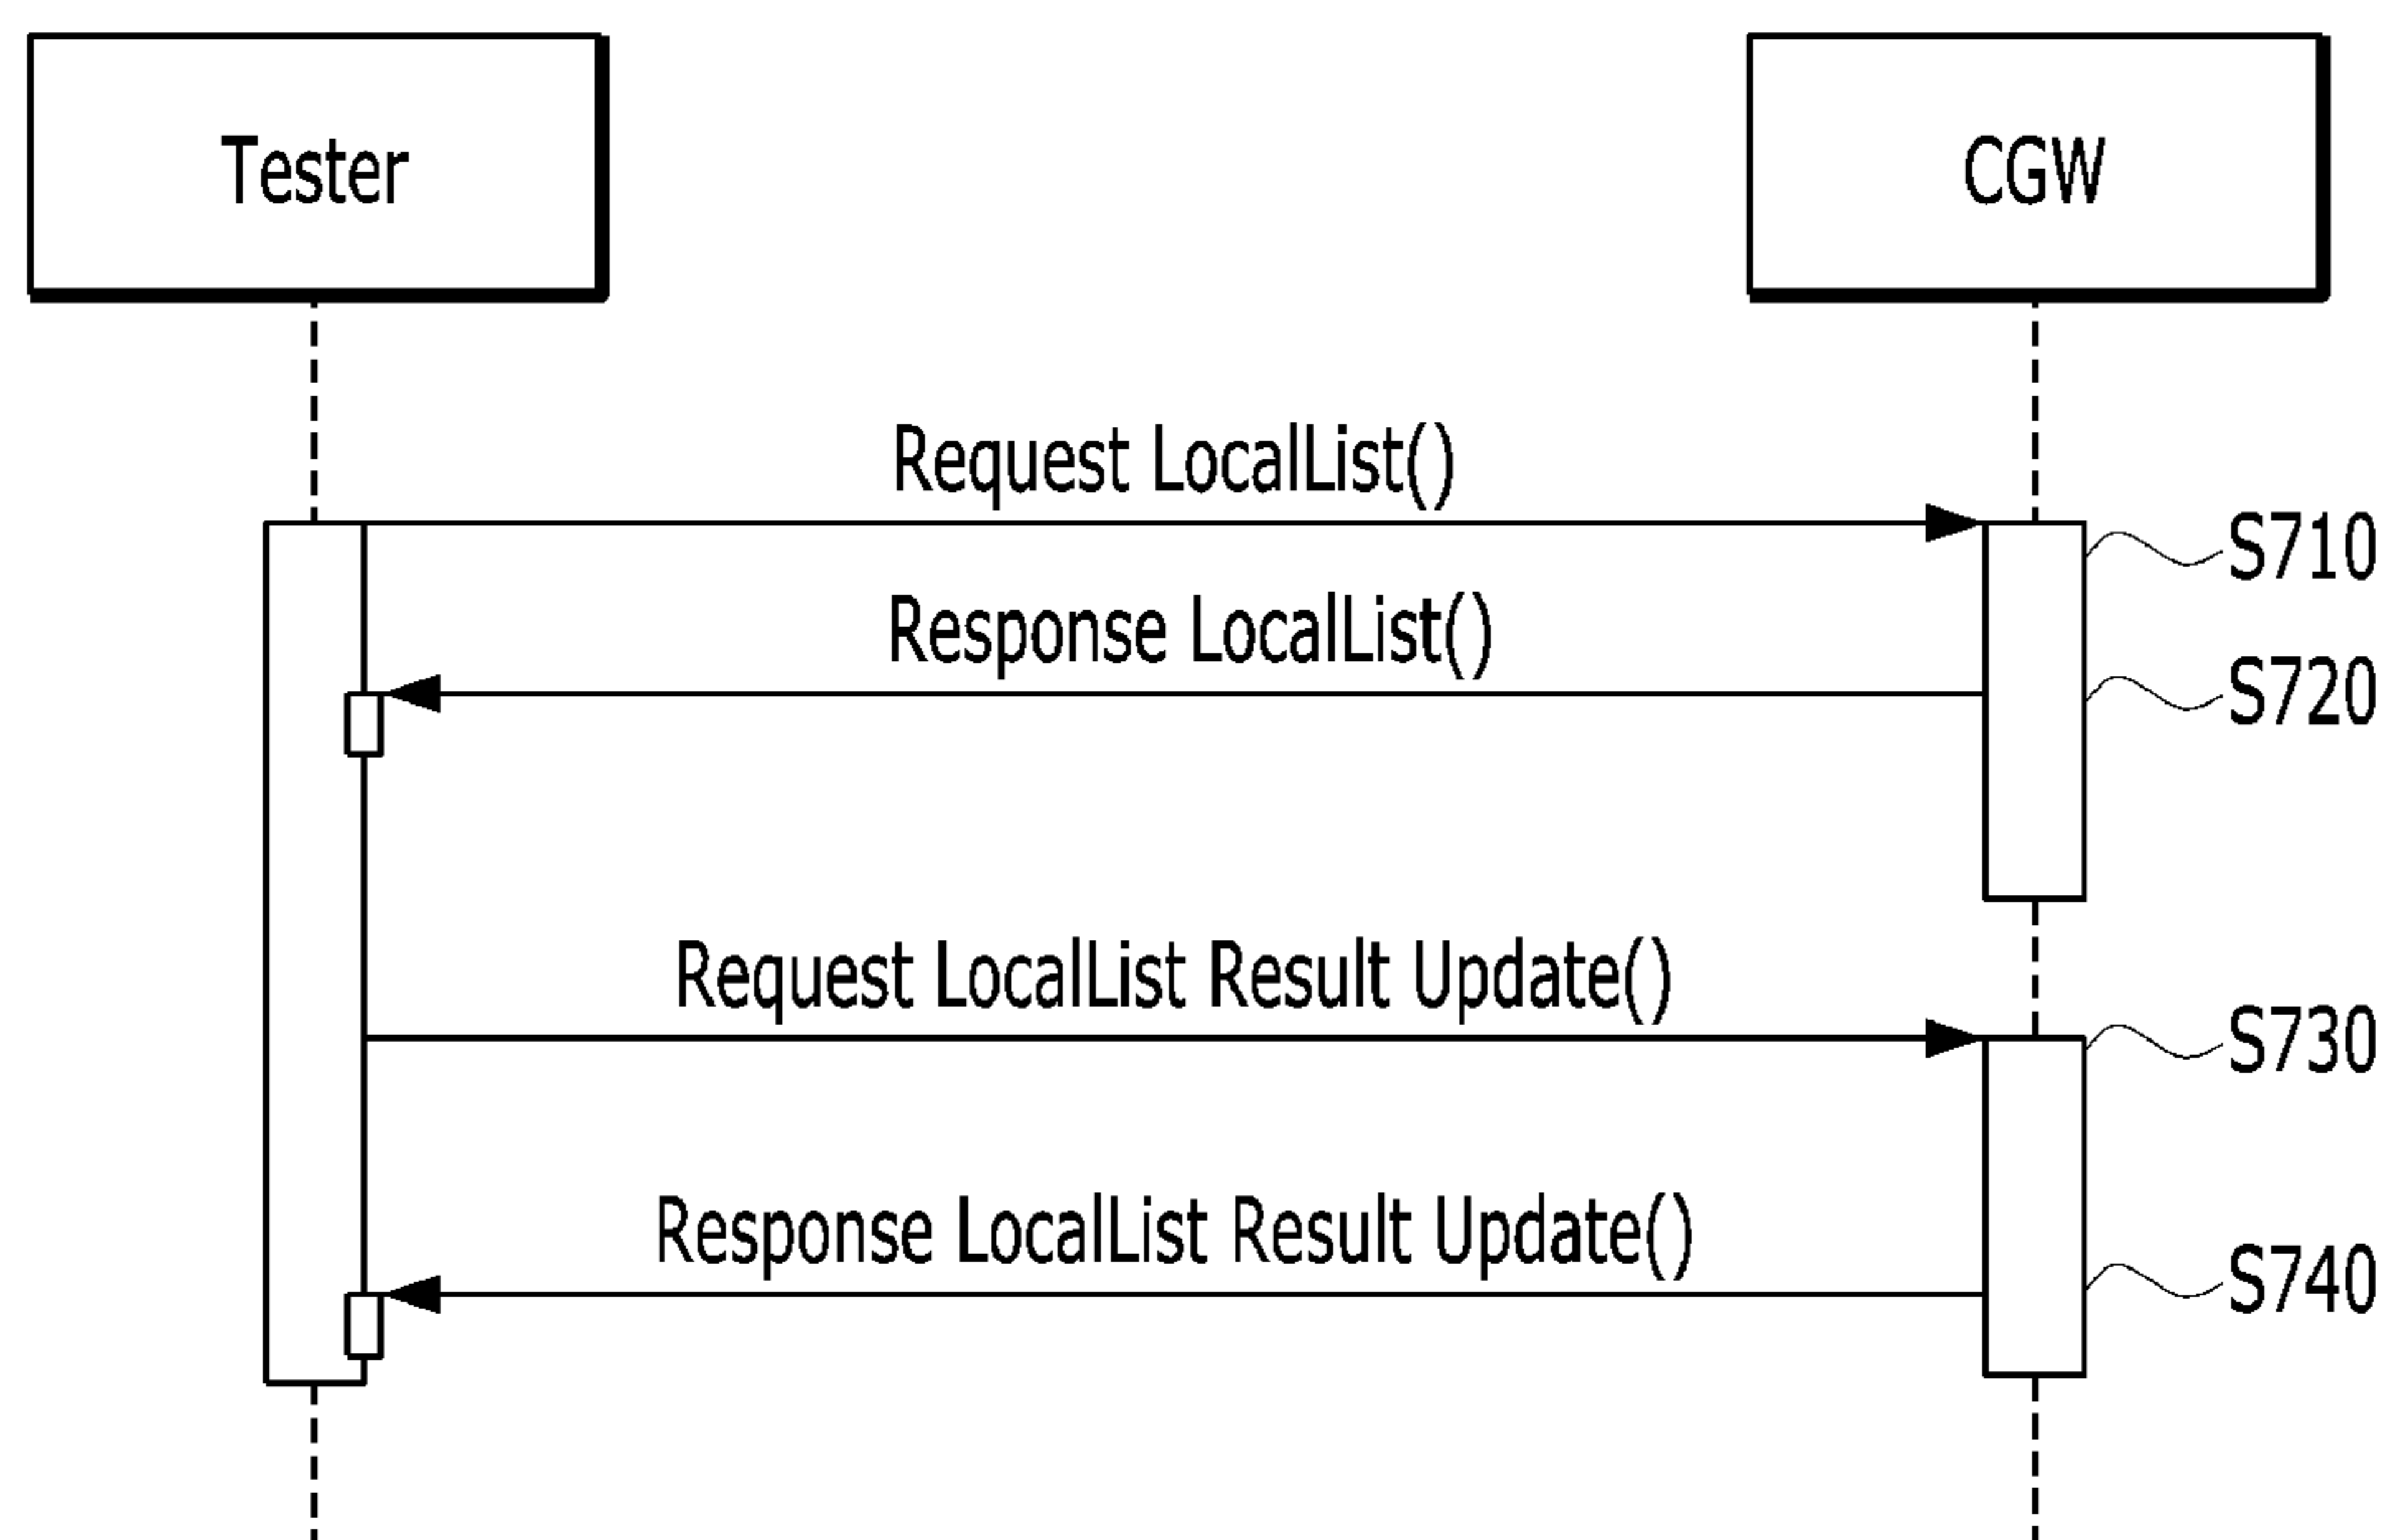 Tester
CGW
Request LocalList()
S710
Response LocalList()
S720
Request LocalList Result Update()
S730
Response LocalList Result Update()
S740